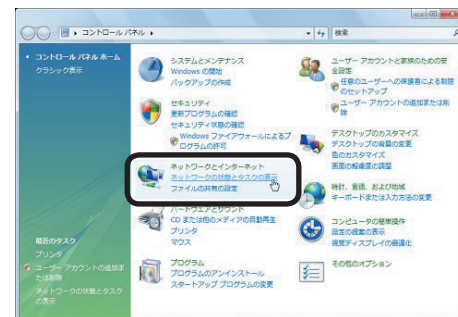 コントロール パネル
検索
コントロール パネル ホーム
クラシック表示
システムとメンテナンス
Windows の開始
バックアップの作成
セキュリティ
更新プログラムの確認
セキュリティ状態の確認
Windows ファイアウォールによるプ
ログラムの許可
ネットワークとインターネット
ネットワークの状態とタスクの表示
ファイルの共有の設定
ハードウェアとサウンド
CD または他のメディアの自動再生
プリンタ
マウス
プログラム
プログラムのアンインストール
スタートアップ プログラムの変更
ユーザー アカウントと家族のための安
全設定
任意のユーザーへの保護者による制限
のセットアップ
ユーザー アカウントの追加または削
除
デスクトップのカスタマイズ
デスクトップの背景の変更
色のカスタマイズ
画面の解像度の調整
時計、言語、および地域
キーボードまたは入力方法の変更
コンピュータの簡単操作
設定の提案の表示
視覚ディスプレイの最適化
その他のオプション
最近のタスク
プリンタ
ユーザー アカウントの追加ま
たは削除
ネットワークの状態とタスク
の表示